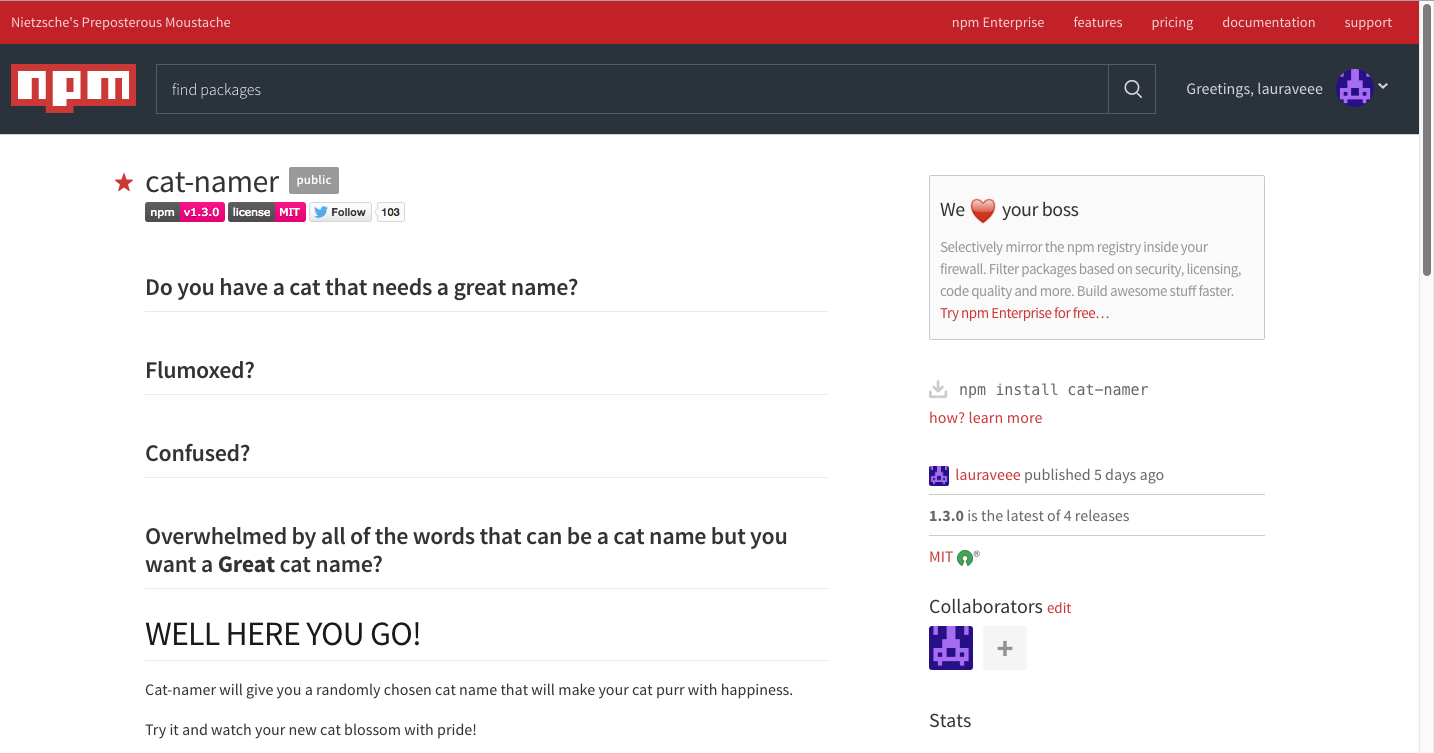 Nietzsche's Preposterous Moustache
npm Enterprise features pricing documentation support
npm
find packages
Greetings, lauraveee
cat-namer public
npm v1.3.0 license MIT Follow 103
Do you have a cat that needs a great name?
Flumoxed?
Confused?
Overwhelmed by all of the words that can be a cat name but you
want a Great cat name?
WELL HERE YOU GO!
Cat-namer will give you a randomly chosen cat name that will make your cat purr with happiness.
Try it and watch your new cat blossom with pride!
We ❤️ your boss
Selectively mirror the npm registry inside your
firewall. Filter packages based on security, licensing,
code quality and more. Build awesome stuff faster.
Try npm Enterprise for free…
npm install cat-namer
how? learn more
lauraveee published 5 days ago
1.3.0 is the latest of 4 releases
MIT ®
Collaborators edit
+
Stats